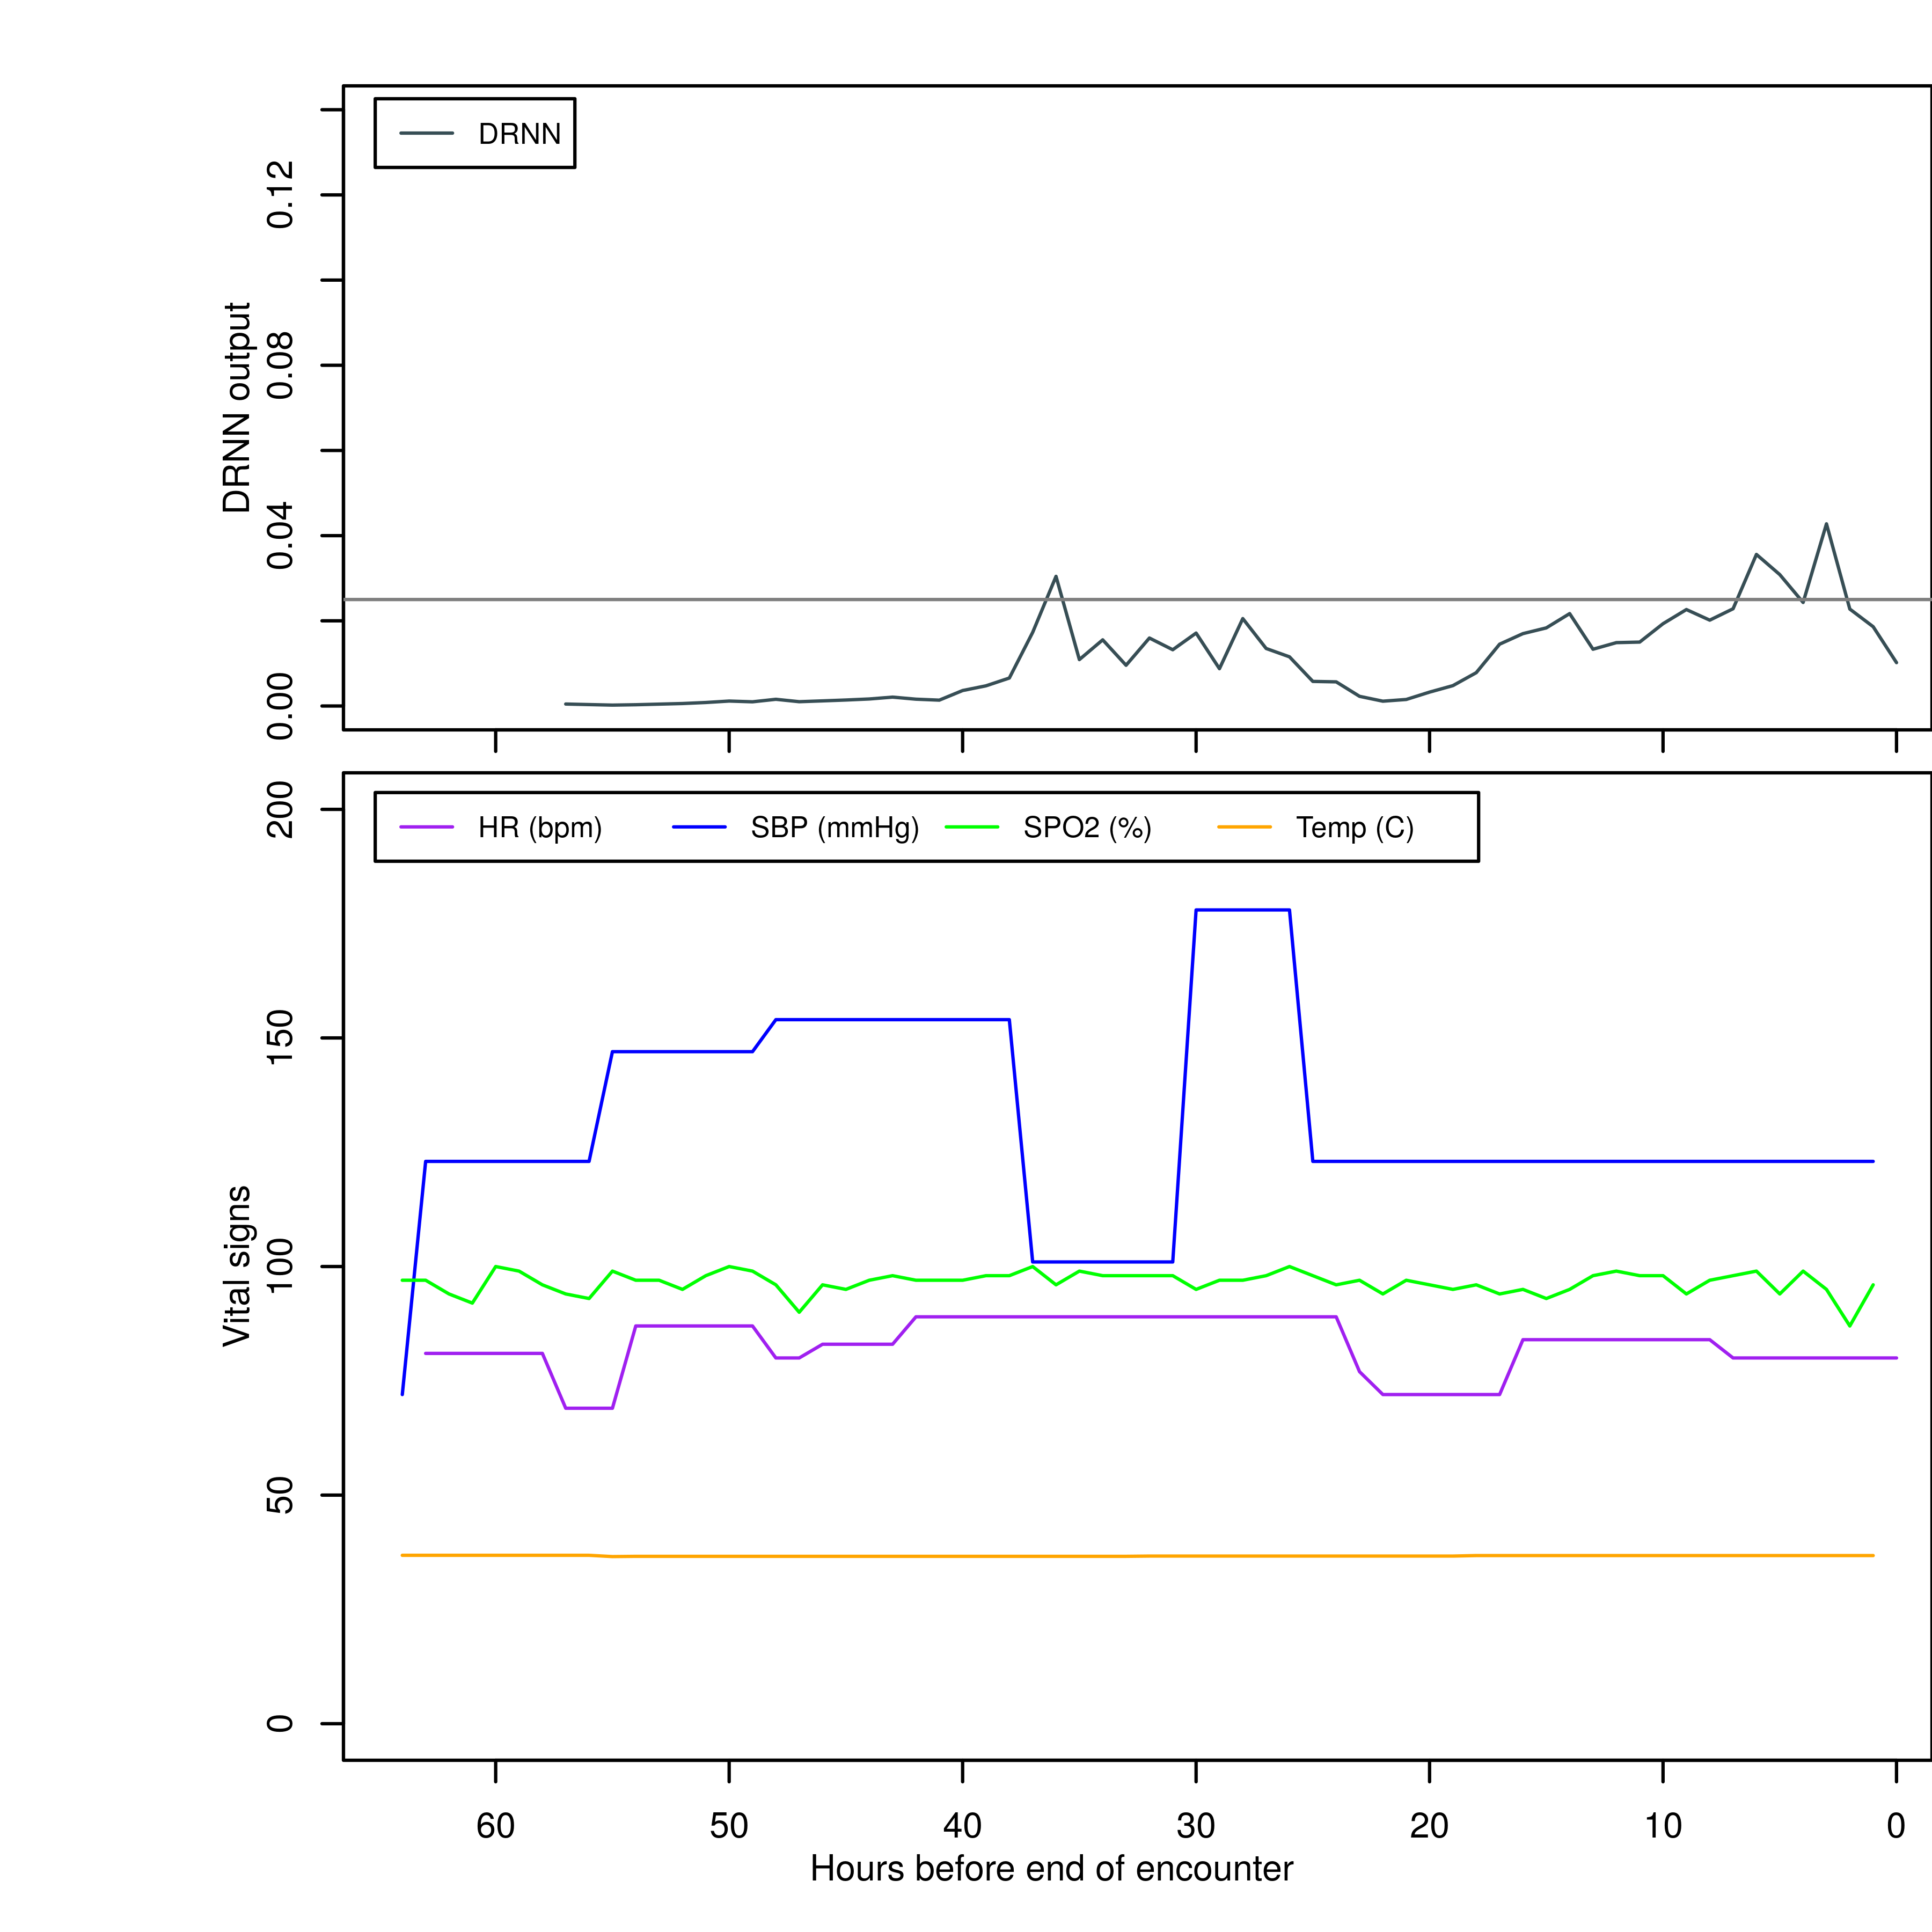 DRNN
DRNN output
0.00 0.04 0.08 0.12
HR (bpm) SBP (mmHg) SPO2 (%) Temp (C)
Vital signs
0 50 100 150 200
60 50 40 30 20 10 0
Hours before end of encounter